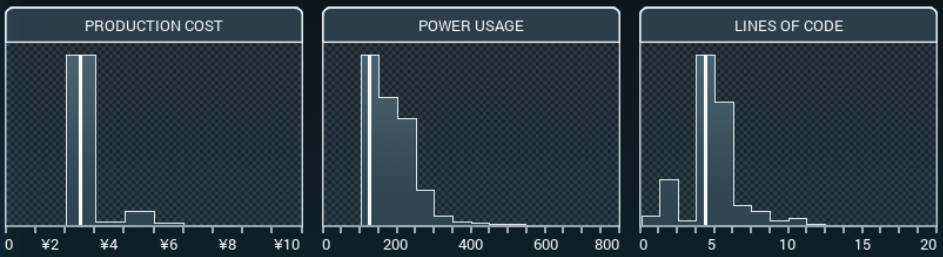 PRODUCTION COST
POWER USAGE
LINES OF CODE
0 ¥2 ¥4 ¥6 ¥8 ¥10
0 200 400 600 800
0 5 10 15 20